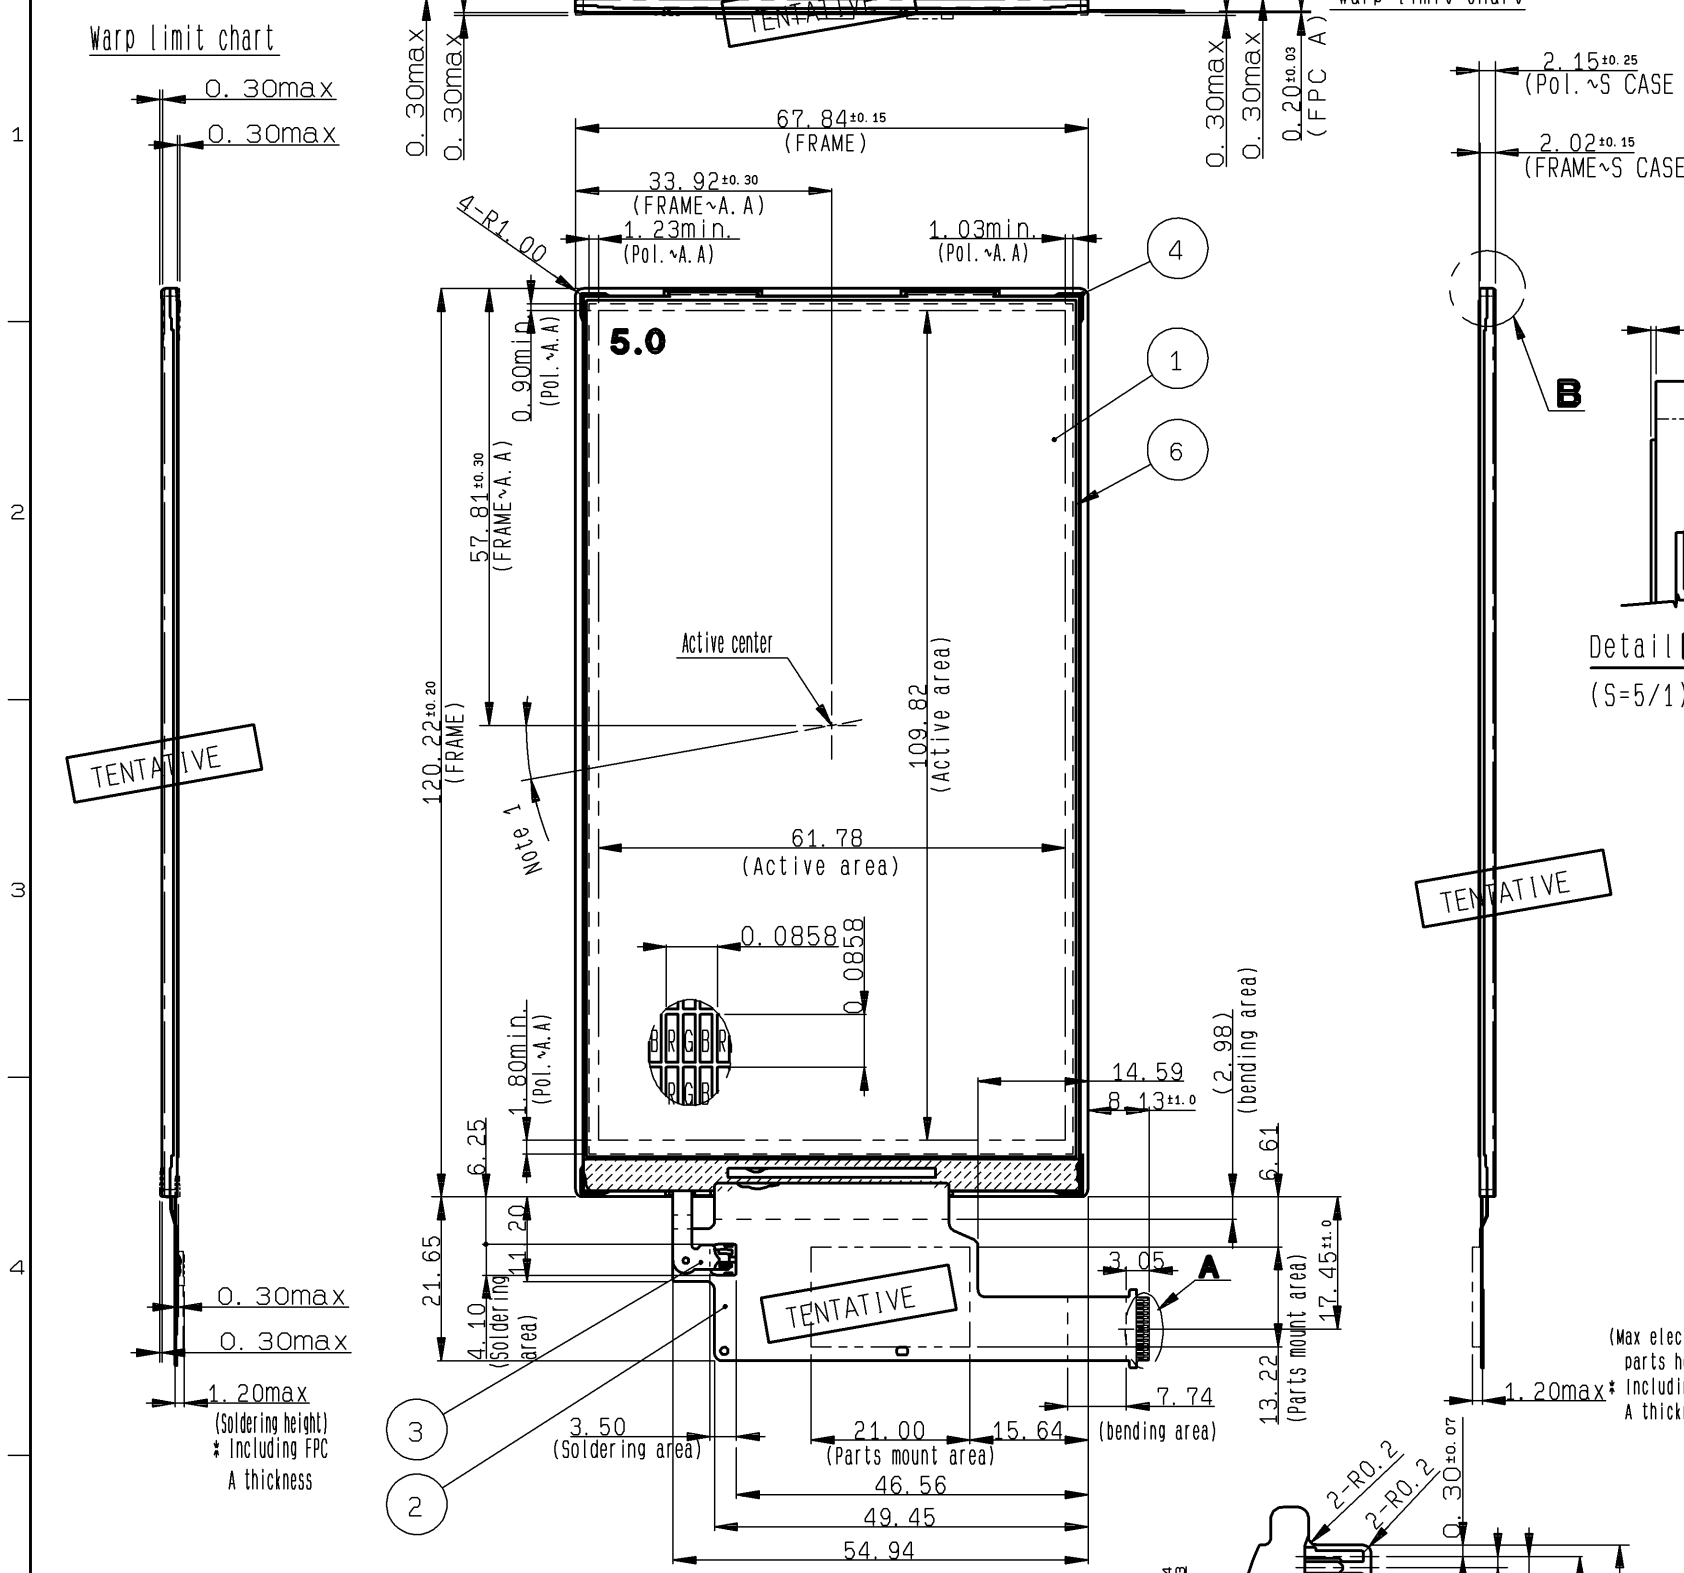 Warp limit chart
0.30max
0.30max
0.30max
0.30max
TENTATIVE
0.30max
0.30max
0.20±0.03
(FPC A)
67.84±0.15
(FRAME)
33.92±0.30
(FRAME~A.A)
4-R1.00
1.23min.
(Pol.~A.A)
1.03min.
(Pol.~A.A)
2.15±0.25
(Pol.~S CASE
2.02±0.15
(FRAME~S CASE
1
2
3
4
4
1
6
5.0
0.90min.
(Pol.~A.A)
57.81±0.30
(FRAME~A.A)
120.22±0.20
(FRAME)
Active center
Note 1
109.82
(Active area)
61.78
(Active area)
0.0858
0.0858
B R G B R
R G B
B
Detail
(S=5/1)
TENTATIVE
TENTATIVE
1.80min.
(Pol.~A.A)
6.25
21.65
11.20
4.10
(Soldering
area)
(2.98)
(bending area)
14.59
8.13±1.0
6.61
3.05
A
17.45±1.0
13.22
(Parts mount area)
TENTATIVE
0.30max
0.30max
1.20max
(Soldering height)
* Including FPC
A thickness
3
2
3.50
(Soldering area)
21.00
(Parts mount area)
15.64
7.74
(bending area)
46.56
49.45
54.94
(Max elec
parts h
1.20max
* Includi
A thick
2-R0.2
2-R0.2
0.30±0.07